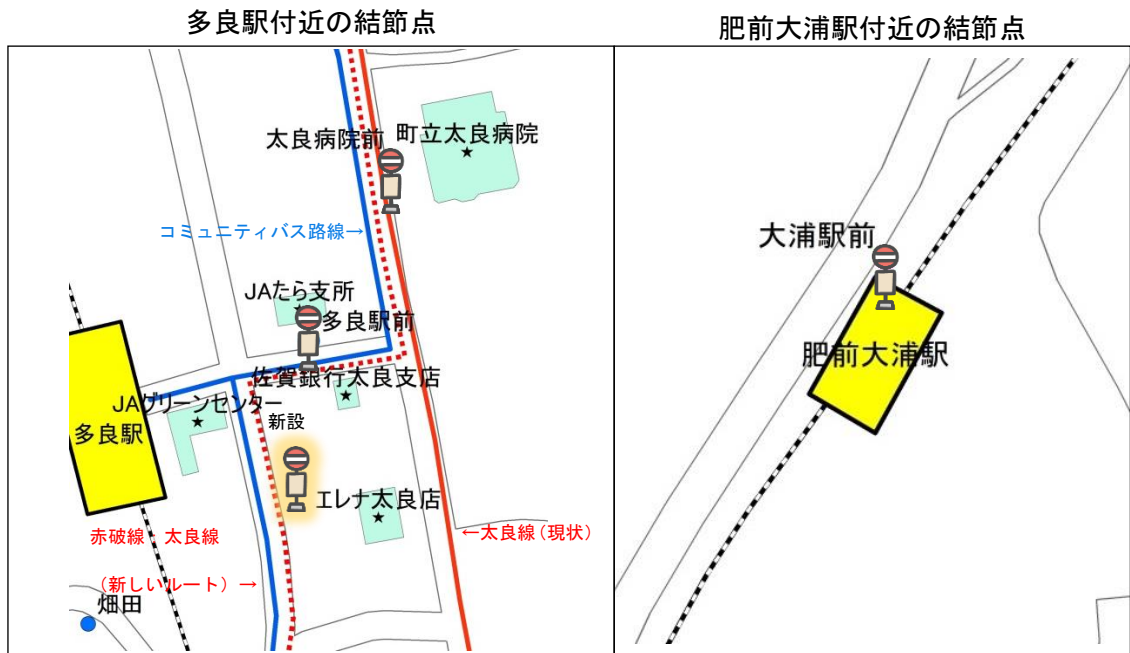 多良駅付近の結節点
肥前大浦駅付近の結節点
太良病院前
町立太良病院
コミュニティバス路線→
JAたら支所
多良駅前
佐賀銀行太良支店
JAグリーンセンター
多良駅
新設
エレナ太良店
赤破線：太良線
（新しいルート）→
←太良線(現状)
畑田
大浦駅前
肥前大浦駅